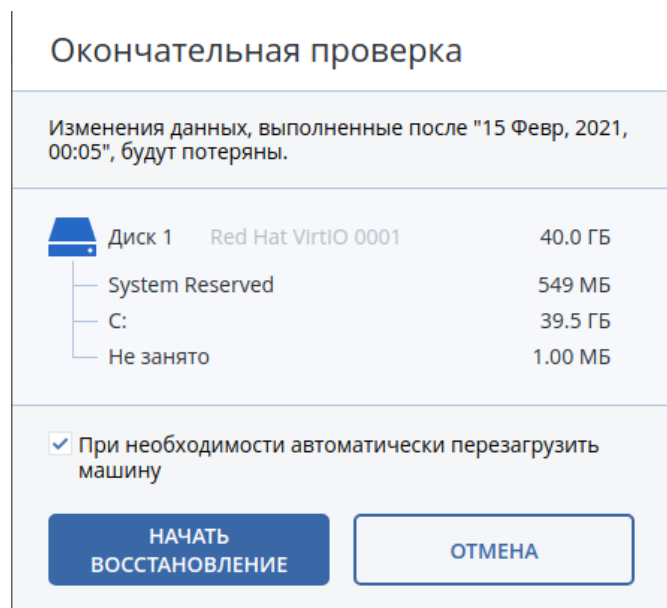 Окончательная проверка
Изменения данных, выполненные после "15 Февр, 2021,
00:05", будут потеряны.
Диск 1 Red Hat VirtIO 0001 40.0 ГБ
System Reserved 549 МБ
C: 39.5 ГБ
Не занято 1.00 МБ
При необходимости автоматически перезагрузить
машину
НАЧАТЬ
ВОССТАНОВЛЕНИЕ
ОТМЕНА